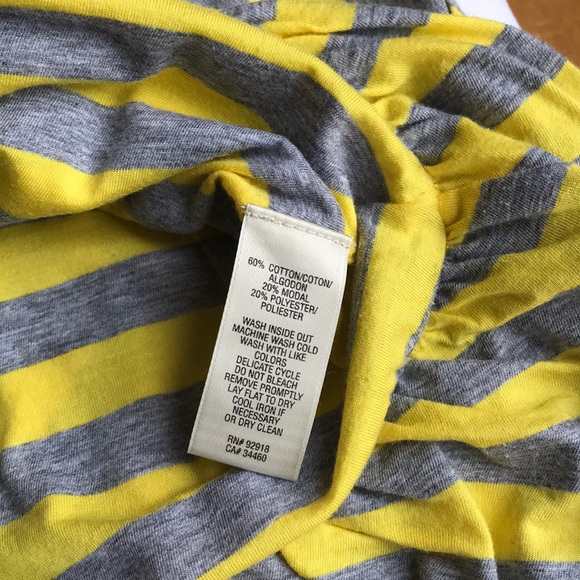 60% COTTON/COTON/
ALGODON
20% MODAL
20% POLYESTER/
POLIESTER
WASH INSIDE OUT
MACHINE WASH COLD
WASH WITH LIKE
COLORS
DELICATE CYCLE
DO NOT BLEACH
REMOVE PROMPTLY
LAY FLAT TO DRY
COOL IRON IF
NECESSARY
OR DRY CLEAN
RN# 92918
CA# 34460